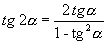 tg 2α = 2tgα / (1 - tg²α)